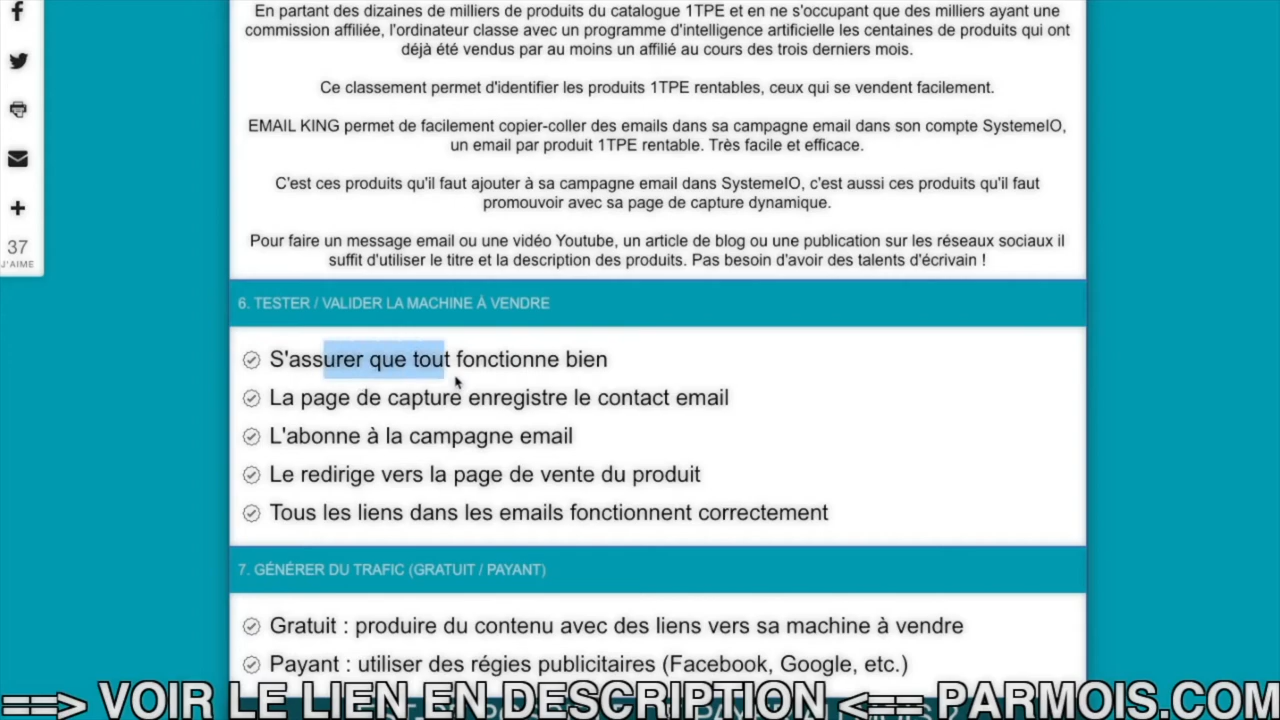 En partant des dizaines de milliers de produits du catalogue 1TPE et en ne s'occupant que des milliers ayant une
commission affiliée, l'ordinateur classe avec un programme d'intelligence artificielle les centaines de produits qui ont
déjà été vendus par au moins un affilié au cours des trois derniers mois.
Ce classement permet d'identifier les produits 1TPE rentables, ceux qui se vendent facilement.
EMAIL KING permet de facilement copier-coller des emails dans sa campagne email dans son compte SystemeIO,
un email par produit 1TPE rentable. Très facile et efficace.
C'est ces produits qu'il faut ajouter à sa campagne email dans SystemeIO, c'est aussi ces produits qu'il faut
promouvoir avec sa page de capture dynamique.
Pour faire un message email ou une vidéo Youtube, un article de blog ou une publication sur les réseaux sociaux il
suffit d'utiliser le titre et la description des produits. Pas besoin d'avoir des talents d'écrivain !
37
J'AIME
6. TESTER / VALIDER LA MACHINE À VENDRE
S'assurer que tout fonctionne bien
La page de capture enregistre le contact email
L'abonne à la campagne email
Le redirige vers la page de vente du produit
Tous les liens dans les emails fonctionnent correctement
7. GÉNÉRER DU TRAFIC (GRATUIT / PAYANT)
Gratuit : produire du contenu avec des liens vers sa machine à vendre
Payant : utiliser des régies publicitaires (Facebook, Google, etc.)
==> VOIR LE LIEN EN DESCRIPTION <== PARMOIS.COM